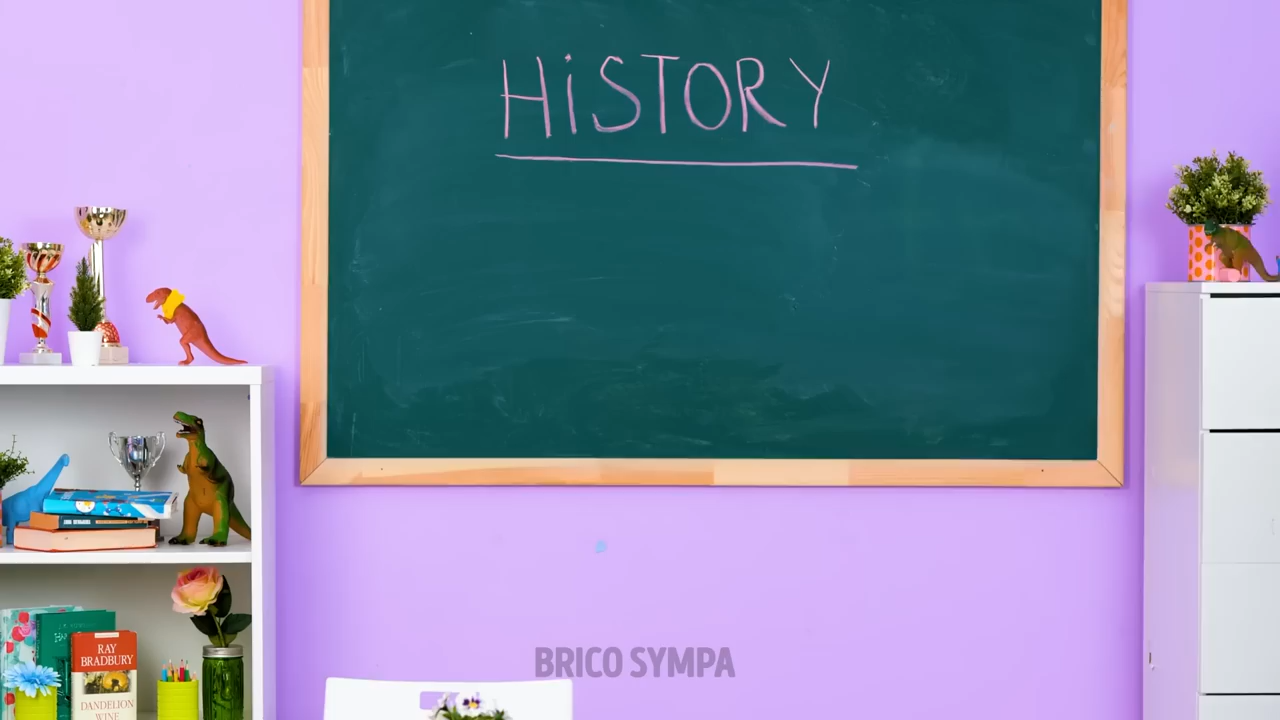 HiSTORY
RAY
BRADBURY
DANDELION
WINE
BRICO SYMPA